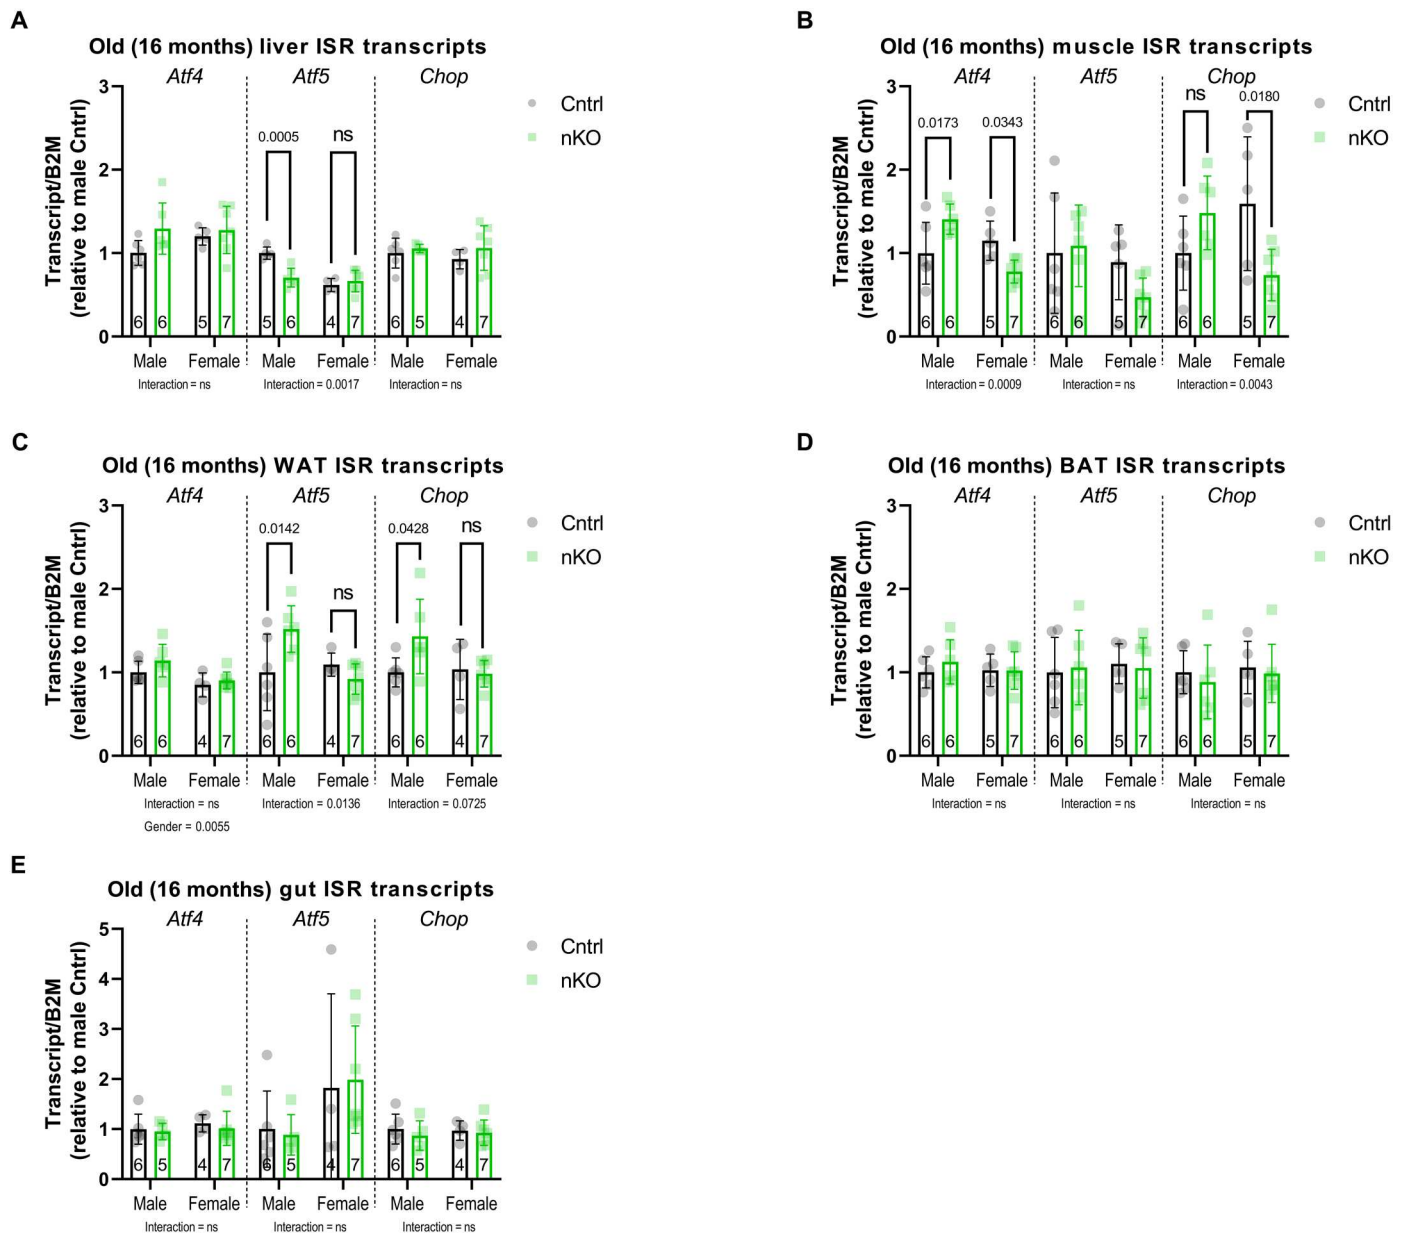 A
Old (16 months) liver ISR transcripts
Atf4 Atf5 Chop
Transcript/B2M
(relative to male Cntrl)
3
2
1
0
0.0005 ns
Cntrl
nKO
6 6 5 7 5 6 4 7 6 5 4 7
Male Female Male Female Male Female
Interaction = ns Interaction = 0.0017 Interaction = ns
B
Old (16 months) muscle ISR transcripts
Atf4 Atf5 Chop
Transcript/B2M
(relative to male Cntrl)
3
2
1
0
0.0173 0.0343 ns 0.0180
Cntrl
nKO
6 6 5 7 6 6 5 7 6 6 5 7
Male Female Male Female Male Female
Interaction = 0.0009 Interaction = ns Interaction = 0.0043
C
Old (16 months) WAT ISR transcripts
Atf4 Atf5 Chop
Transcript/B2M
(relative to male Cntrl)
3
2
1
0
0.0142 ns 0.0428 ns
Cntrl
nKO
6 6 4 7 6 6 4 7 6 6 4 7
Male Female Male Female Male Female
Interaction = ns Interaction = 0.0136 Interaction = 0.0725
Gender = 0.0055
D
Old (16 months) BAT ISR transcripts
Atf4 Atf5 Chop
Transcript/B2M
(relative to male Cntrl)
3
2
1
0
Cntrl
nKO
6 6 5 7 6 6 5 7 6 6 5 7
Male Female Male Female Male Female
Interaction = ns Interaction = ns Interaction = ns
E
Old (16 months) gut ISR transcripts
Atf4 Atf5 Chop
Transcript/B2M
(relative to male Cntrl)
5
4
3
2
1
0
Cntrl
nKO
6 5 4 7 6 5 4 7 6 5 4 7
Male Female Male Female Male Female
Interaction = ns Interaction = ns Interaction = ns